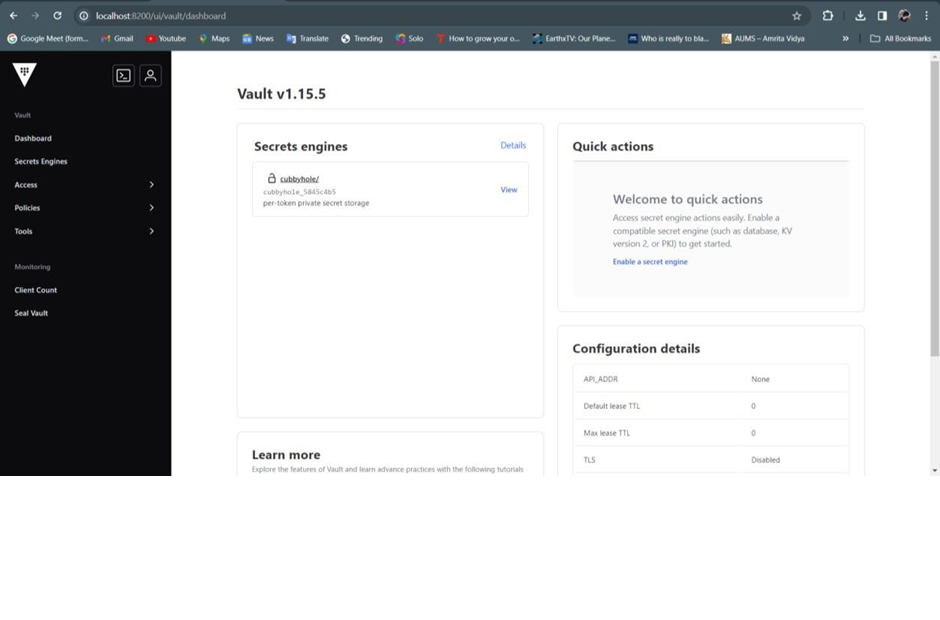 localhost:8200/ui/vault/dashboard
Google Meet (form... Gmail Youtube Maps News Translate Trending Solo How to grow your o... EarthxTV: Our Plane... Who is really to bla... AUMS – Amrita Vidya » All Bookmarks
Vault
Dashboard
Secrets Engines
Access
Policies
Tools
Monitoring
Client Count
Seal Vault
Vault v1.15.5
Secrets engines
Details
cubbyhole/
cubbyhole_5845c4b5
per-token private secret storage
View
Learn more
Explore the features of Vault and learn advance practices with the following tutorials
Quick actions
Welcome to quick actions
Access secret engine actions easily. Enable a
compatible secret engine (such as database, KV
version 2, or PKI) to get started.
Enable a secret engine
Configuration details
API_ADDR None
Default lease TTL 0
Max lease TTL 0
TLS Disabled